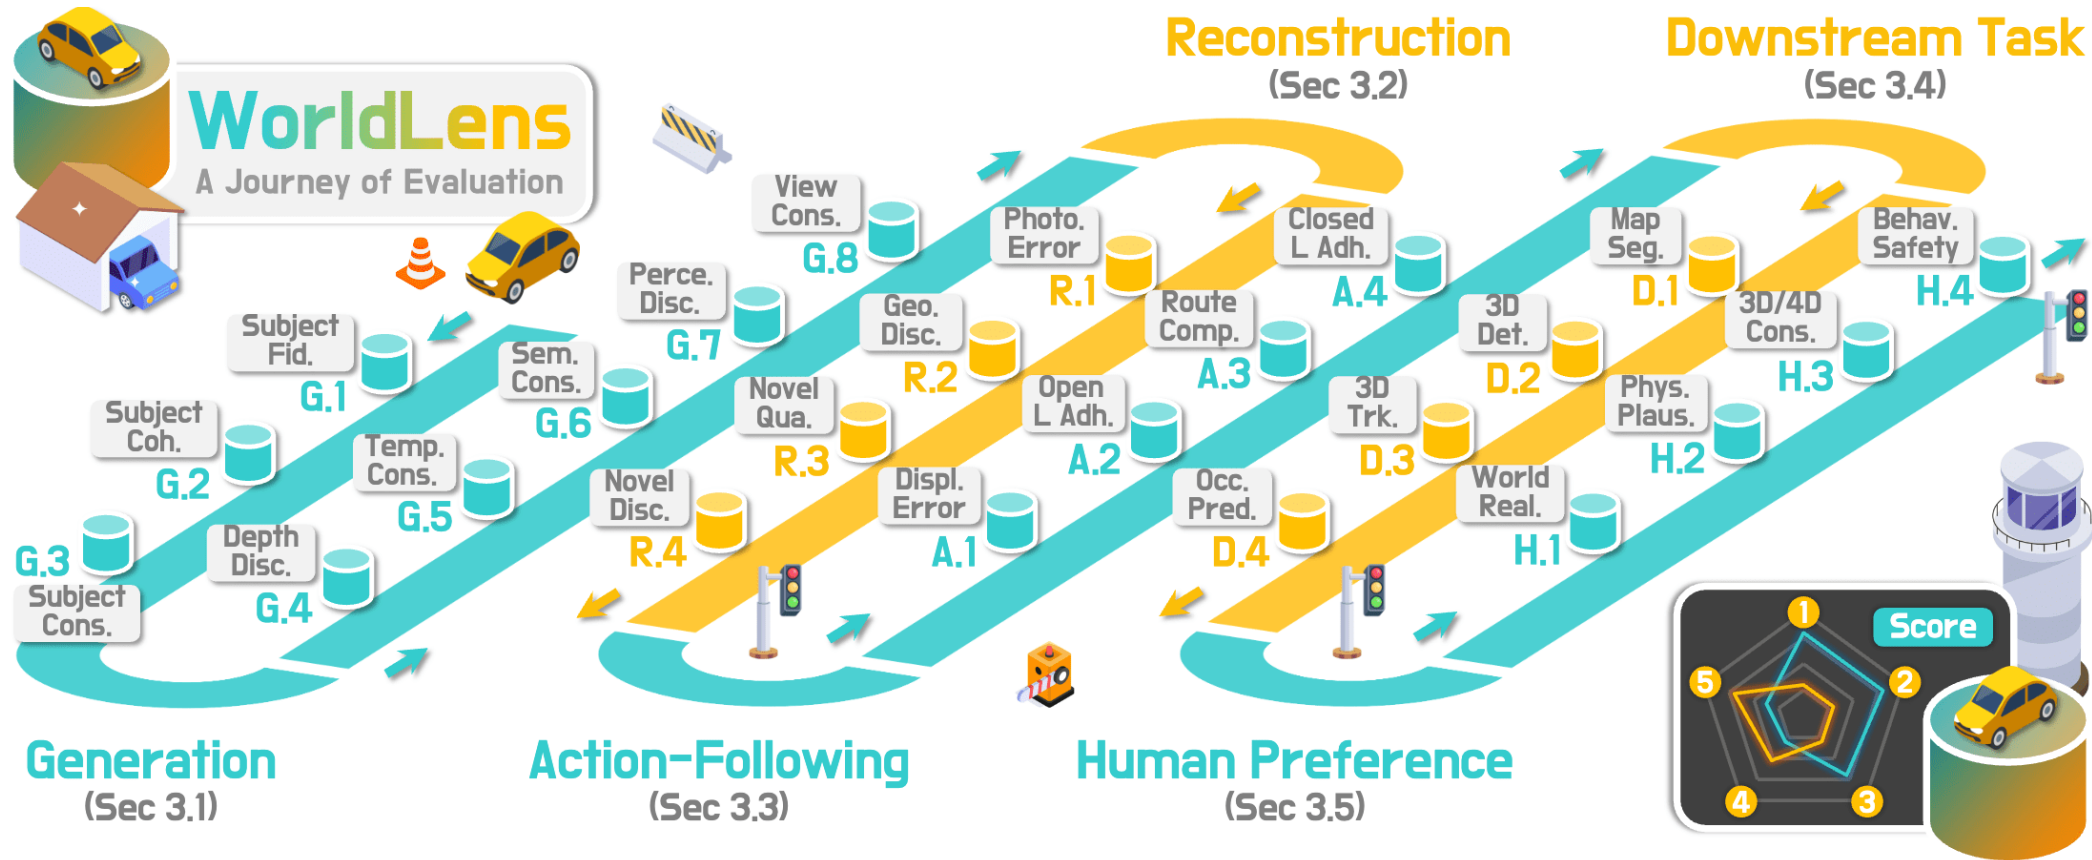 WorldLens
A Journey of Evaluation
Reconstruction
(Sec 3.2)
Downstream Task
(Sec 3.4)
Subject
Fid.
G.1
Subject
Coh.
G.2
G.3
Subject
Cons.
Depth
Disc.
G.4
Temp.
Cons.
G.5
Sem.
Cons.
G.6
Perce.
Disc.
G.7
View
Cons.
G.8
Photo.
Error
R.1
Geo.
Disc.
R.2
Novel
Qua.
R.3
Novel
Disc.
R.4
Displ.
Error
A.1
Open
L Adh.
A.2
Route
Comp.
A.3
Closed
L Adh.
A.4
Map
Seg.
D.1
3D
Det.
D.2
3D
Trk.
D.3
Occ.
Pred.
D.4
World
Real.
H.1
Phys.
Plaus.
H.2
3D/4D
Cons.
H.3
Behav.
Safety
H.4
Generation
(Sec 3.1)
Action-Following
(Sec 3.3)
Human Preference
(Sec 3.5)
Score
1
2
3
4
5